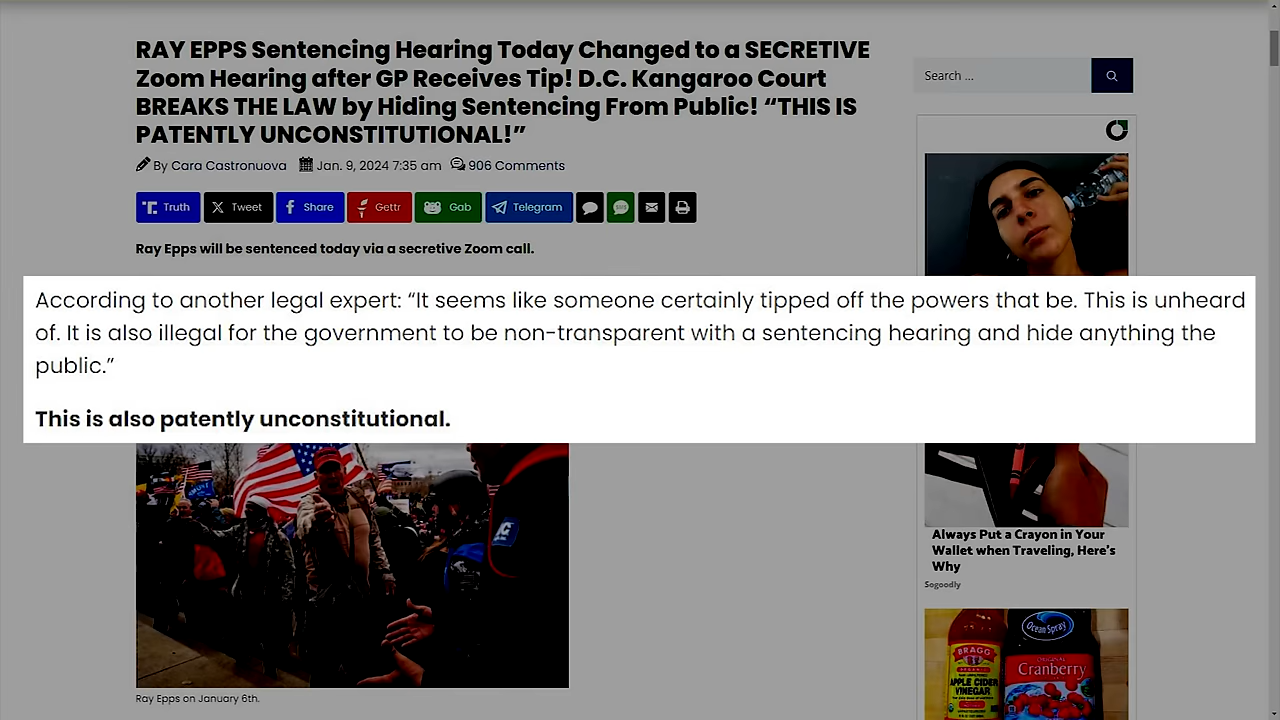 RAY EPPS Sentencing Hearing Today Changed to a SECRETIVE
Zoom Hearing after GP Receives Tip! D.C. Kangaroo Court
BREAKS THE LAW by Hiding Sentencing From Public! “THIS IS
PATENTLY UNCONSTITUTIONAL!”
By Cara Castronuova Jan. 9, 2024 7:35 am 906 Comments
Truth Tweet Share Gettr Gab Telegram SMS
Ray Epps will be sentenced today via a secretive Zoom call.
According to another legal expert: “It seems like someone certainly tipped off the powers that be. This is unheard
of. It is also illegal for the government to be non-transparent with a sentencing hearing and hide anything the
public.”
This is also patently unconstitutional.
Ray Epps on January 6th.
Search ...
Always Put a Crayon in Your
Wallet when Traveling, Here's
Why
Sogoodly
BRAGG
APPLE CIDER
VINEGAR
Ocean Spray
Cranberry